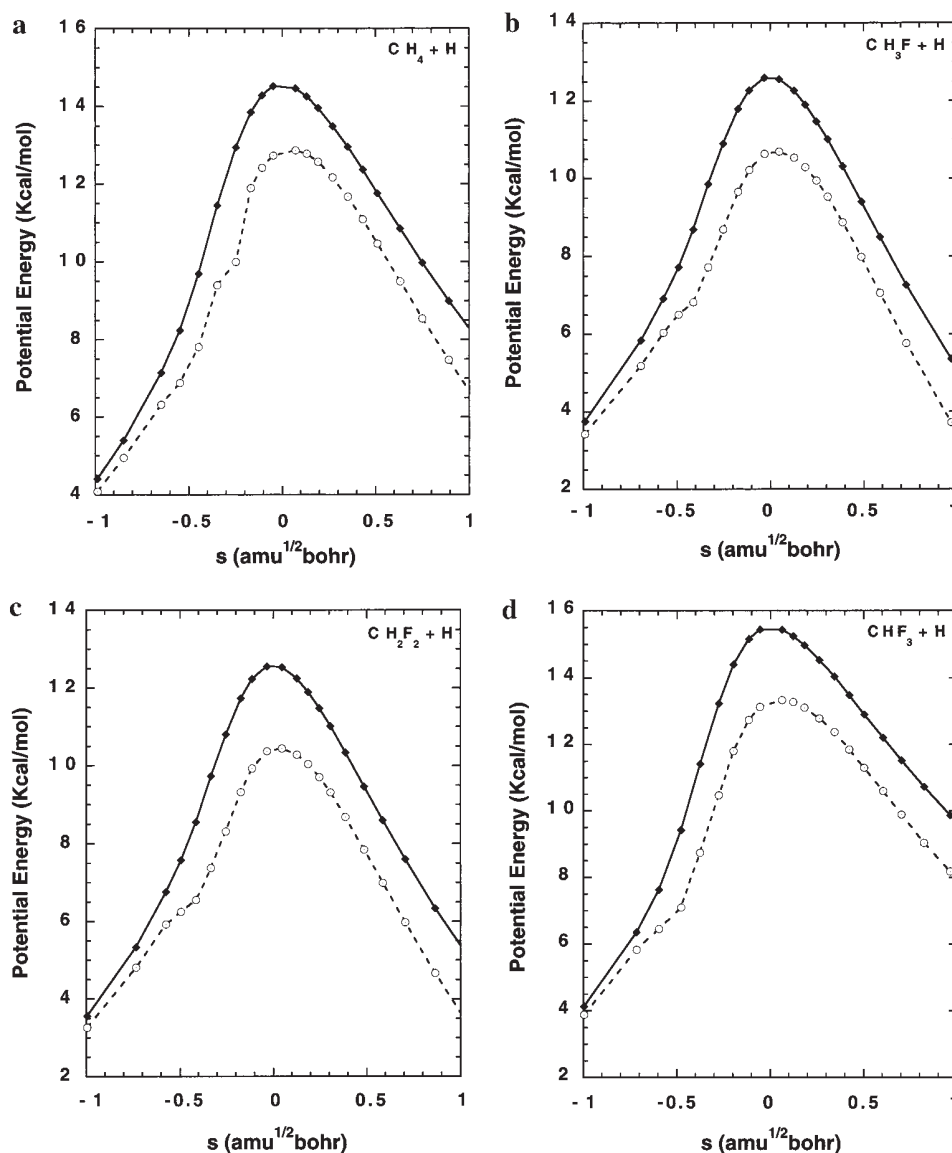 a
CH₄ + H
Potential Energy (Kcal/mol)
16
14
12
10
8
6
4
-1 -0.5 0 0.5 1
s (amu¹/²bohr)
b
CH₃F + H
Potential Energy (Kcal/mol)
14
12
10
8
6
4
2
-1 -0.5 0 0.5 1
s (amu¹/²bohr)
c
CH₂F₂ + H
Potential Energy (Kcal/mol)
14
12
10
8
6
4
2
-1 -0.5 0 0.5 1
s (amu¹/²bohr)
d
CHF₃ + H
Potential Energy (Kcal/mol)
16
14
12
10
8
6
4
2
-1 -0.5 0 0.5 1
s (amu¹/²bohr)